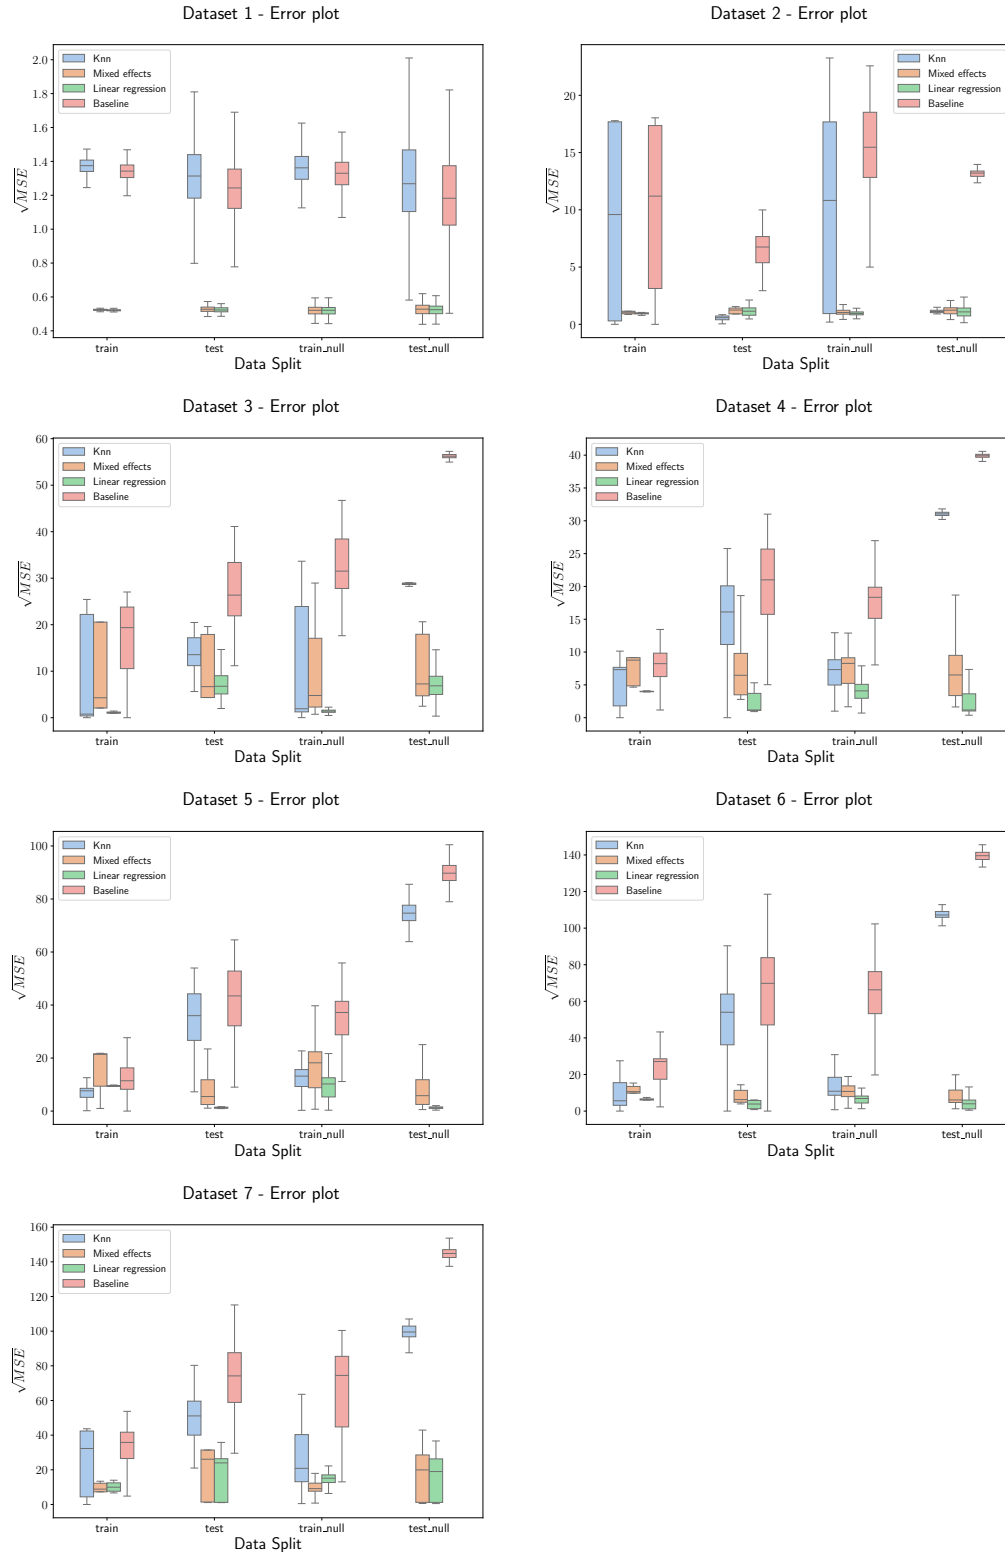 Dataset 1 - Error plot
Knn
Mixed effects
Linear regression
Baseline
2.0
1.8
1.6
1.4
1.2
1.0
0.8
0.6
0.4
√MSE
train
test
train_null
test_null
Data Split
Dataset 2 - Error plot
Knn
Mixed effects
Linear regression
Baseline
20
15
10
5
0
√MSE
train
test
train_null
test_null
Data Split
Dataset 3 - Error plot
Knn
Mixed effects
Linear regression
Baseline
60
50
40
30
20
10
0
√MSE
train
test
train_null
test_null
Data Split
Dataset 4 - Error plot
Knn
Mixed effects
Linear regression
Baseline
40
35
30
25
20
15
10
5
0
√MSE
train
test
train_null
test_null
Data Split
Dataset 5 - Error plot
Knn
Mixed effects
Linear regression
Baseline
100
80
60
40
20
0
√MSE
train
test
train_null
test_null
Data Split
Dataset 6 - Error plot
Knn
Mixed effects
Linear regression
Baseline
140
120
100
80
60
40
20
0
√MSE
train
test
train_null
test_null
Data Split
Dataset 7 - Error plot
Knn
Mixed effects
Linear regression
Baseline
160
140
120
100
80
60
40
20
0
√MSE
train
test
train_null
test_null
Data Split